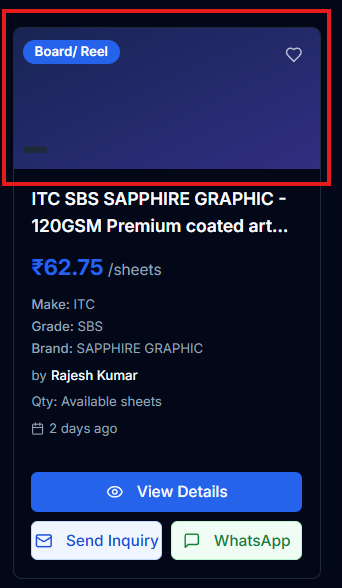 Board/ Reel
ITC SBS SAPPHIRE GRAPHIC -
120GSM Premium coated art...
₹62.75 /sheets
Make: ITC
Grade: SBS
Brand: SAPPHIRE GRAPHIC
by Rajesh Kumar
Qty: Available sheets
2 days ago
View Details
Send Inquiry
WhatsApp